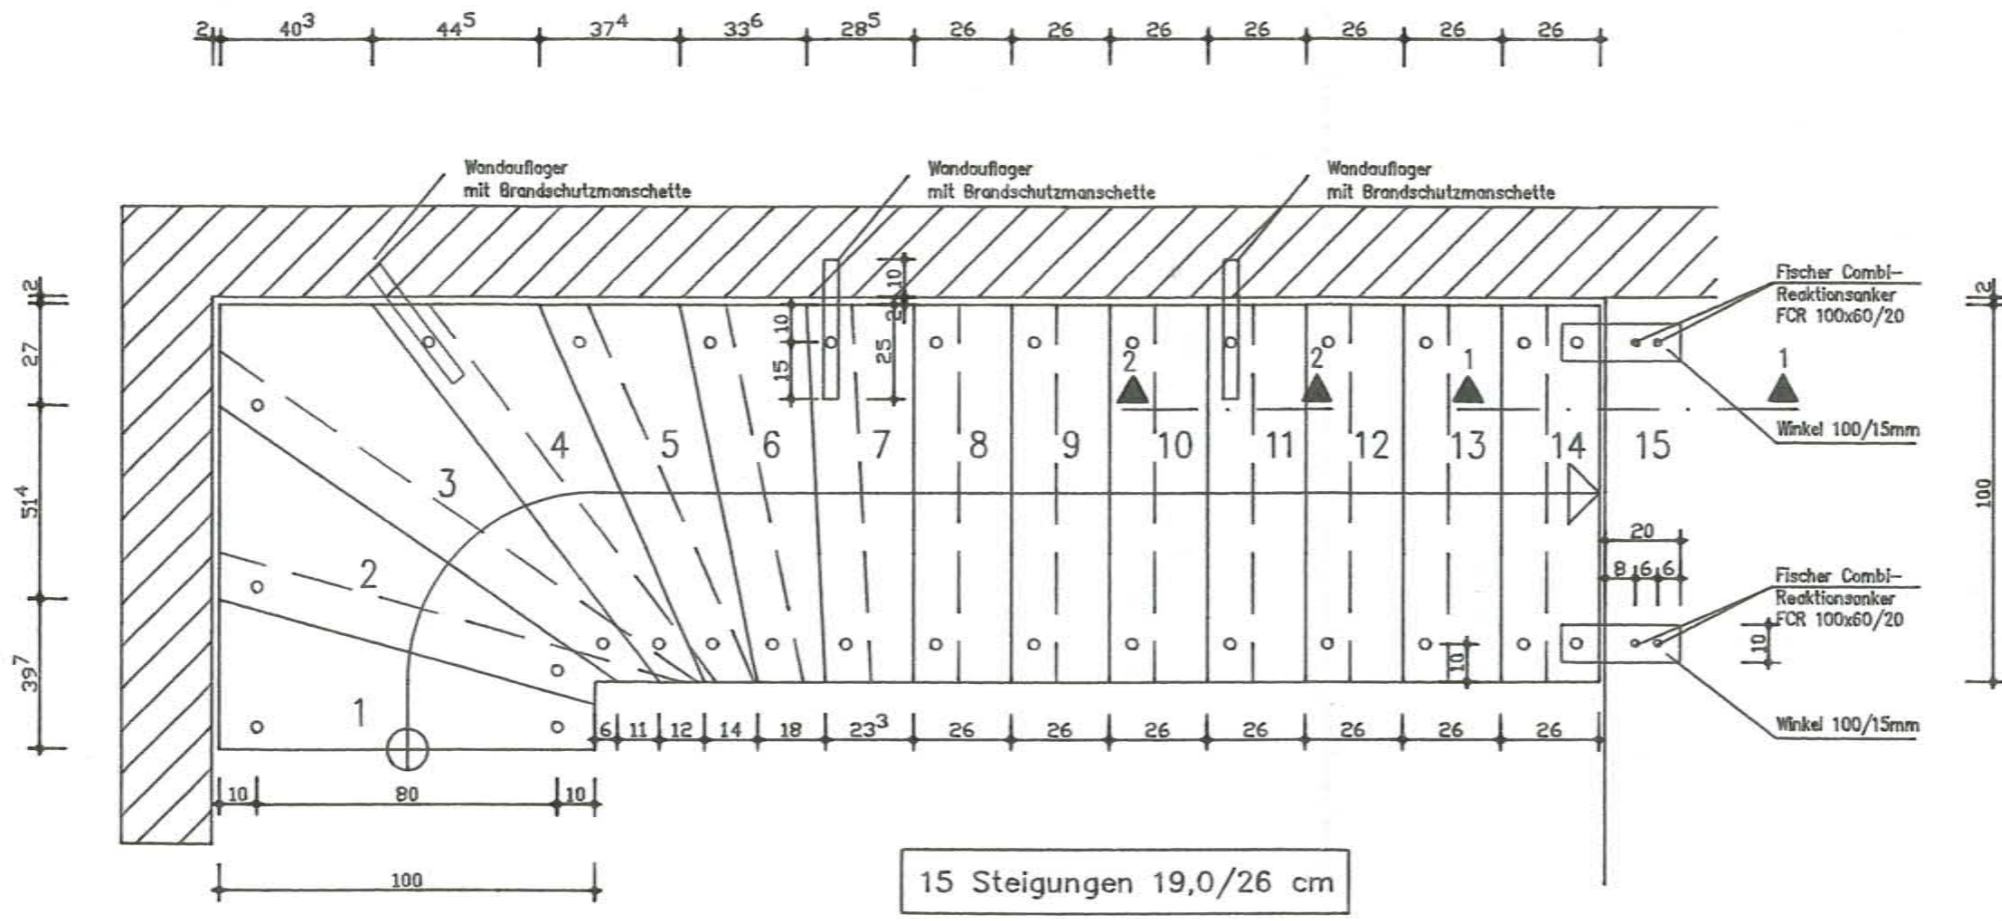 2 40³ 44⁵ 37⁴ 33⁶ 28⁵ 26 26 26 26 26 26 26
Wandauflager
mit Brandschutzmanschette
Wandauflager
mit Brandschutzmanschette
Wandauflager
mit Brandschutzmanschette
2
27
51⁴
39⁷
10
2
10
15
25
2 2 1 1
Fischer Combi-
Reaktionsanker
FCR 100x60/20
Winkel 100/15mm
2
100
1 2 3 4 5 6 7 8 9 10 11 12 13 14 15
20
8 6 6
Fischer Combi-
Reaktionsanker
FCR 100x60/20
10
10
Winkel 100/15mm
6 11 12 14 18 23³ 26 26 26 26 26 26 26
10 80 10
100
15 Steigungen 19,0/26 cm